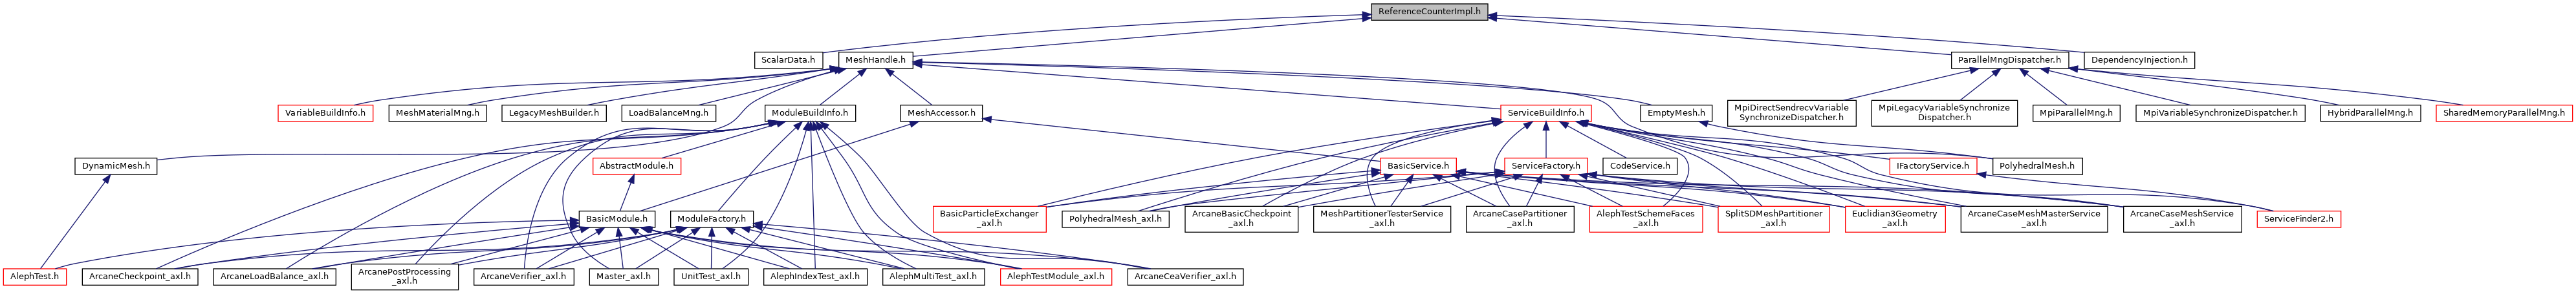 ReferenceCounterImpl.h
ScalarData.h
MeshHandle.h
ParallelMngDispatcher.h
DependencyInjection.h
VariableBuildInfo.h
MeshMaterialMng.h
LegacyMeshBuilder.h
LoadBalanceMng.h
ModuleBuildInfo.h
MeshAccessor.h
ServiceBuildInfo.h
EmptyMesh.h
MpiDirectSendrecvVariable
SynchronizeDispatcher.h
MpiLegacyVariableSynchronize
Dispatcher.h
MpiParallelMng.h
MpiVariableSynchronizeDispatcher.h
HybridParallelMng.h
SharedMemoryParallelMng.h
DynamicMesh.h
AbstractModule.h
BasicService.h
ServiceFactory.h
CodeService.h
IFactoryService.h
PolyhedralMesh.h
BasicModule.h
ModuleFactory.h
BasicParticleExchanger
_axl.h
PolyhedralMesh_axl.h
ArcaneBasicCheckpoint
_axl.h
MeshPartitionerTesterService
_axl.h
ArcaneCasePartitioner
_axl.h
AlephTestSchemeFaces
_axl.h
SplitSDMeshPartitioner
_axl.h
Euclidian3Geometry
_axl.h
ArcaneCaseMeshMasterService
_axl.h
ArcaneCaseMeshService
_axl.h
ServiceFinder2.h
AlephTest.h
ArcaneCheckpoint_axl.h
ArcaneLoadBalance_axl.h
ArcanePostProcessing
_axl.h
ArcaneVerifier_axl.h
Master_axl.h
UnitTest_axl.h
AlephIndexTest_axl.h
AlephMultiTest_axl.h
AlephTestModule_axl.h
ArcaneCeaVerifier_axl.h